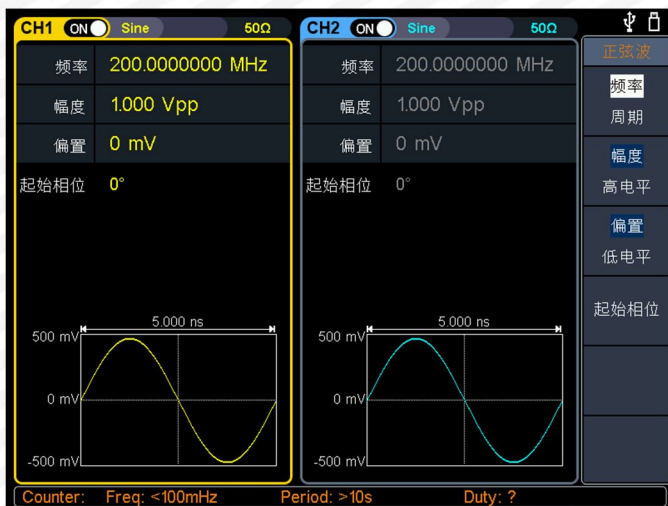 CH1 ON Sine 50Ω
频率 200.0000000 MHz
幅度 1.000 Vpp
偏置 0 mV
起始相位 0°
5.000 ns
500 mV
0 mV
-500 mV
CH2 ON Sine 50Ω
频率 200.0000000 MHz
幅度 1.000 Vpp
偏置 0 mV
起始相位 0°
5.000 ns
500 mV
0 mV
-500 mV
正弦波
频率
周期
幅度
高电平
偏置
低电平
起始相位
Counter: Freq: <100mHz Period: >10s Duty: ?